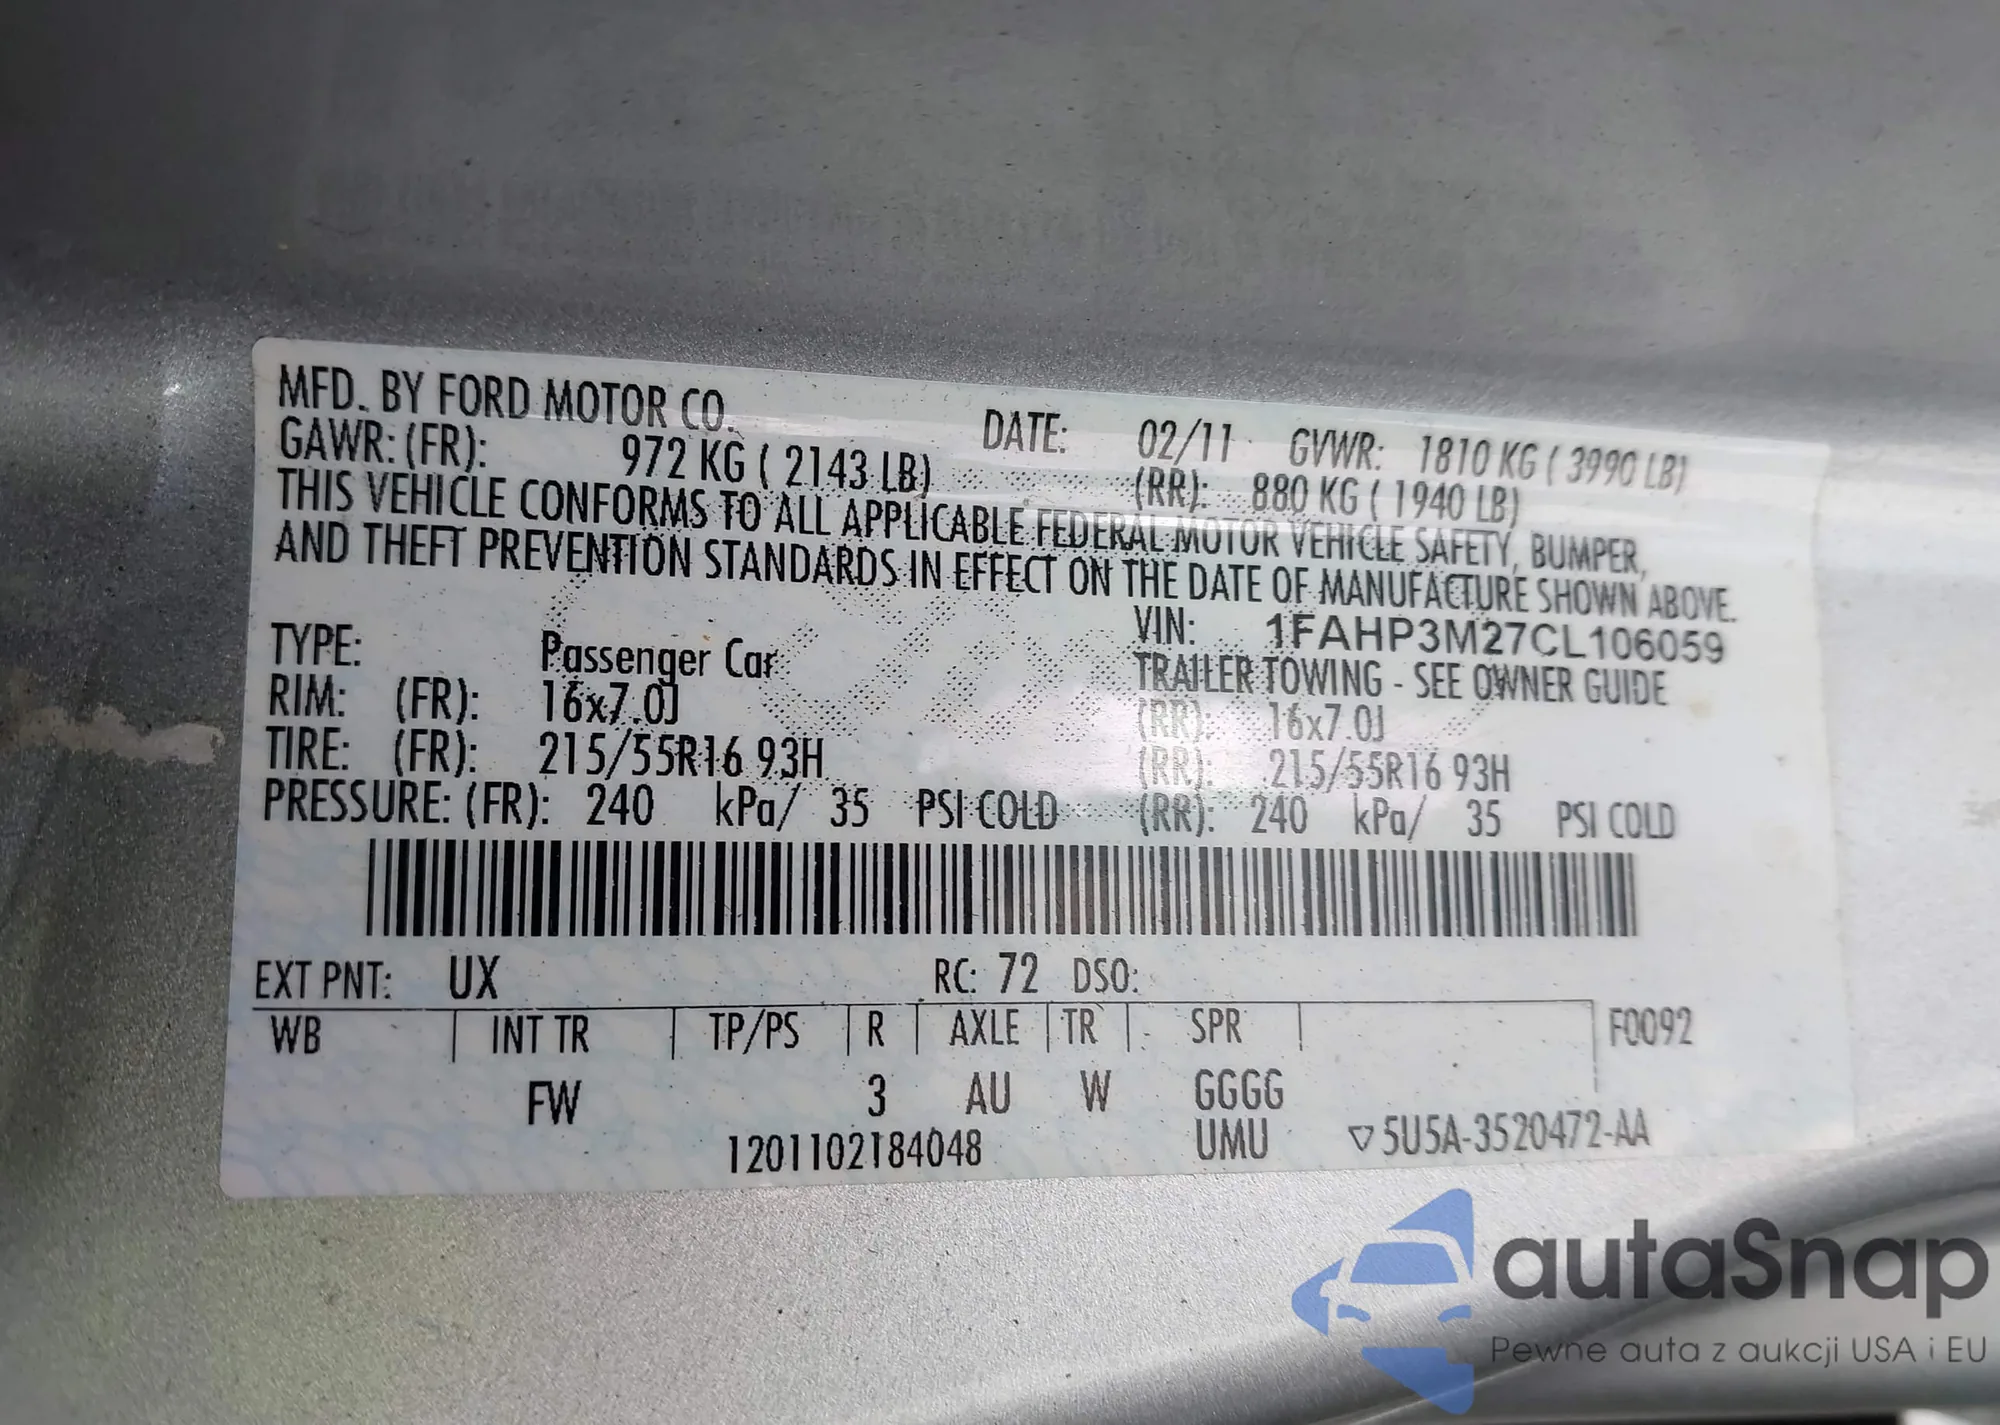 MFD. BY FORD MOTOR CO. DATE: 02/11 GVWR: 1810 KG ( 3990 LB)
GAWR: (FR): 972 KG ( 2143 LB) (RR): 880 KG ( 1940 LB)
THIS VEHICLE CONFORMS TO ALL APPLICABLE FEDERAL MOTOR VEHICLE SAFETY, BUMPER,
AND THEFT PREVENTION STANDARDS IN EFFECT ON THE DATE OF MANUFACTURE SHOWN ABOVE.
VIN: 1FAHP3M27CL106059
TYPE: Passenger Car TRAILER TOWING - SEE OWNER GUIDE
RIM: (FR): 16x7.0J (RR): 16x7.0J
TIRE: (FR): 215/55R16 93H (RR): 215/55R16 93H
PRESSURE: (FR): 240 kPa/ 35 PSI COLD (RR): 240 kPa/ 35 PSI COLD
EXT PNT: UX RC: 72 DSO:
WB INT TR TP/PS R AXLE TR SPR F0092
FW 3 AU W GGGG
1201102184048 UMU ▽5U5A-3520472-AA
autaSnap
Pewne auta z aukcji USA i EU